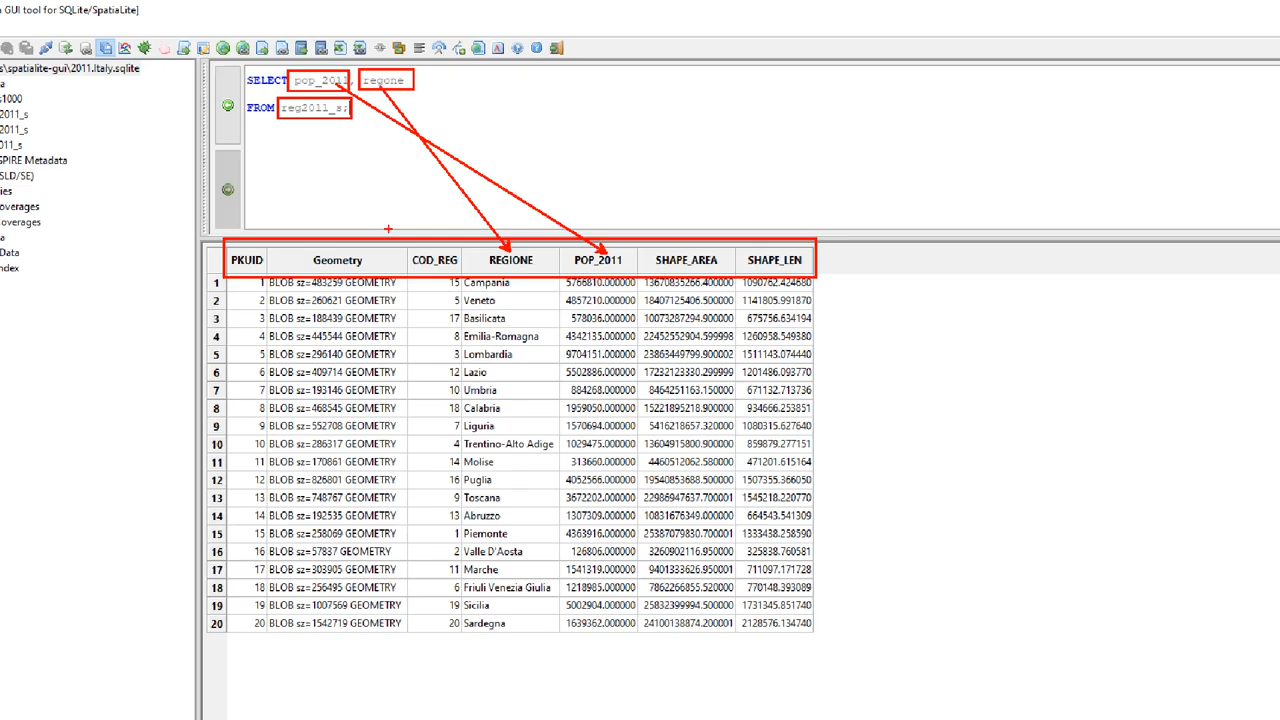 a GUI tool for SQLite/SpatiaLite]
s\spatialite-gui\2011.Italy.sqlite
a
s1000
2011_s
2011_s
2011_s
SPIRE Metadata
SLD/SE)
ies
overages
overages
a
Data
ndex
SELECT pop_2011, regone
FROM reg2011_s;
PKUID Geometry COD_REG REGIONE POP_2011 SHAPE_AREA SHAPE_LEN
1 1 BLOB sz=483259 GEOMETRY 15 Campania 5766810.000000 13670835266.400000 1090762.424680
2 2 BLOB sz=260621 GEOMETRY 5 Veneto 4857210.000000 18407125406.500000 1141805.991870
3 3 BLOB sz=188439 GEOMETRY 17 Basilicata 578036.000000 10073287294.900000 675756.634194
4 4 BLOB sz=445544 GEOMETRY 8 Emilia-Romagna 4342135.000000 22452552904.599998 1260958.549380
5 5 BLOB sz=296140 GEOMETRY 3 Lombardia 9704151.000000 23863449799.900002 1511143.074440
6 6 BLOB sz=409714 GEOMETRY 12 Lazio 5502886.000000 17232123330.299999 1201486.093770
7 7 BLOB sz=193146 GEOMETRY 10 Umbria 884268.000000 8464251163.150000 671132.713736
8 8 BLOB sz=468545 GEOMETRY 18 Calabria 1959050.000000 15221895218.900000 934666.253851
9 9 BLOB sz=552708 GEOMETRY 7 Liguria 1570694.000000 5416218657.320000 1080315.627640
10 10 BLOB sz=286317 GEOMETRY 4 Trentino-Alto Adige 1029475.000000 13604915800.900000 859879.277151
11 11 BLOB sz=170861 GEOMETRY 14 Molise 313660.000000 4460512062.580000 471201.615164
12 12 BLOB sz=826801 GEOMETRY 16 Puglia 4052566.000000 19540853688.500000 1507355.366050
13 13 BLOB sz=748767 GEOMETRY 9 Toscana 3672202.000000 22986947637.700001 1545218.220770
14 14 BLOB sz=192535 GEOMETRY 13 Abruzzo 1307309.000000 10831676349.000000 664543.541309
15 15 BLOB sz=258069 GEOMETRY 1 Piemonte 4363916.000000 25387079830.700001 1333438.258590
16 16 BLOB sz=57837 GEOMETRY 2 Valle D'Aosta 126806.000000 3260902116.950000 325838.760581
17 17 BLOB sz=303905 GEOMETRY 11 Marche 1541319.000000 9401333626.950001 711097.171728
18 18 BLOB sz=256495 GEOMETRY 6 Friuli Venezia Giulia 1218985.000000 7862266855.520000 770148.393089
19 19 BLOB sz=1007569 GEOMETRY 19 Sicilia 5002904.000000 25832399994.500000 1731345.851740
20 20 BLOB sz=1542719 GEOMETRY 20 Sardegna 1639362.000000 24100138874.200001 2128576.134740